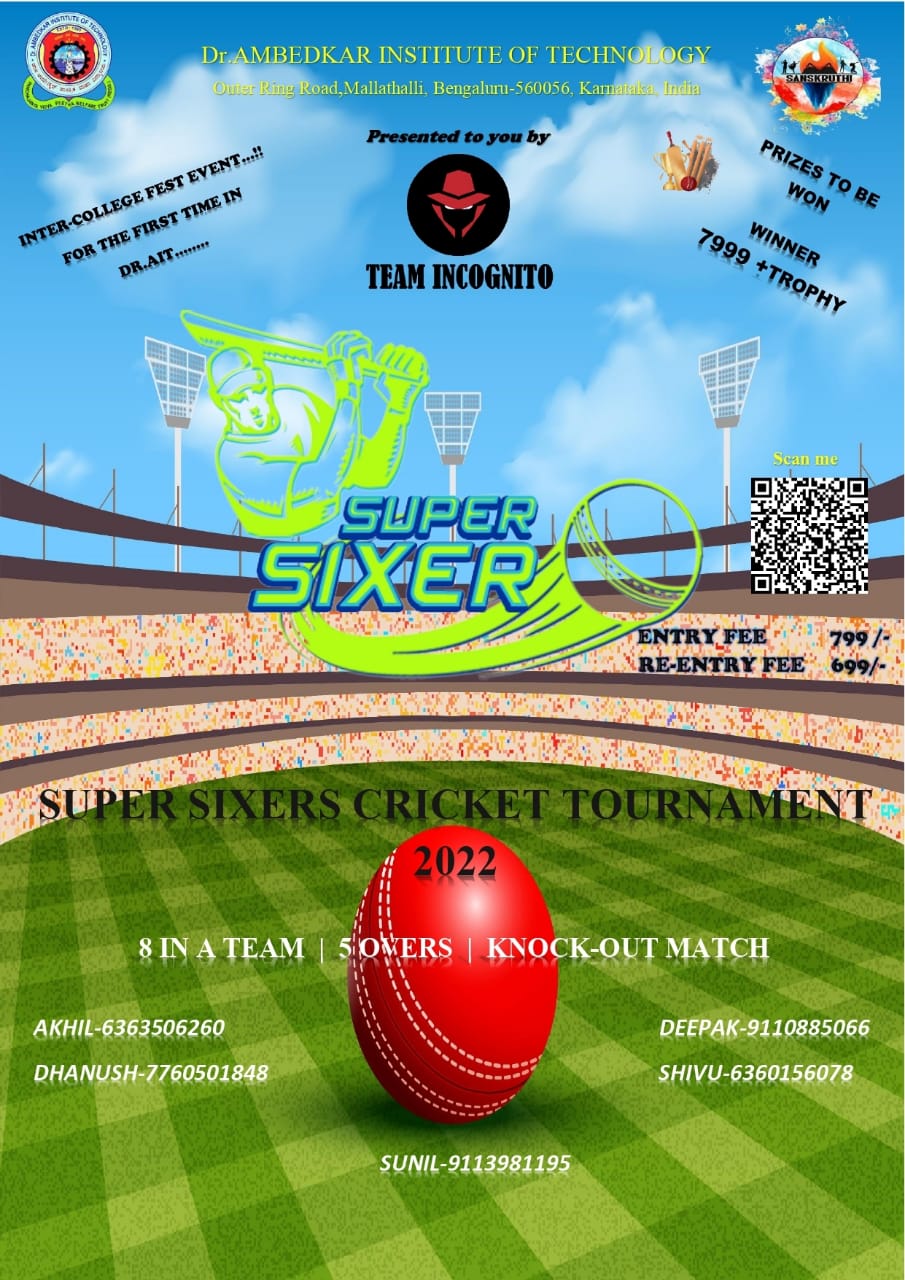 Dr.AMBEDKAR INSTITUTE OF TECHNOLOGY
Outer Ring Road,Mallathalli, Bengaluru-560056, Karnataka, India
SANSKRUTHI
Presented to you by
TEAM INCOGNITO
INTER-COLLEGE FEST EVENT...!!
FOR THE FIRST TIME IN
DR.AIT........
PRIZES TO BE
WON
WINNER
7999 +TROPHY
SUPER
SIXER
Scan me
ENTRY FEE 799 /-
RE-ENTRY FEE 699/-
SUPER SIXERS CRICKET TOURNAMENT
2022
8 IN A TEAM | 5 OVERS | KNOCK-OUT MATCH
AKHIL-6363506260
DEEPAK-9110885066
DHANUSH-7760501848
SHIVU-6360156078
SUNIL-9113981195